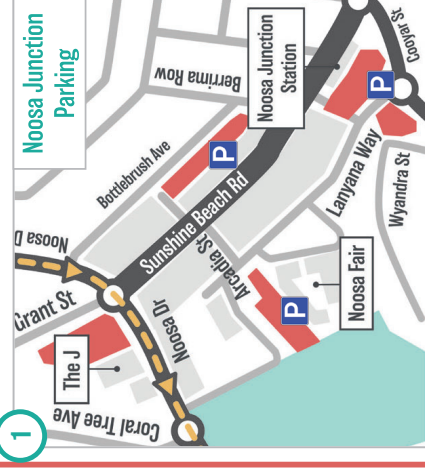 Noosa Junction
Parking
1
Berrima Row
Noosa Junction
Station
Cooyar St
P
Bottlebrush Ave
P
Sunshine Beach Rd
Lanyana Way
Wyandra St
Noosa D
Arcadia St
Grant St
Noosa Dr
P
Noosa Fair
The J
Coral Tree Ave